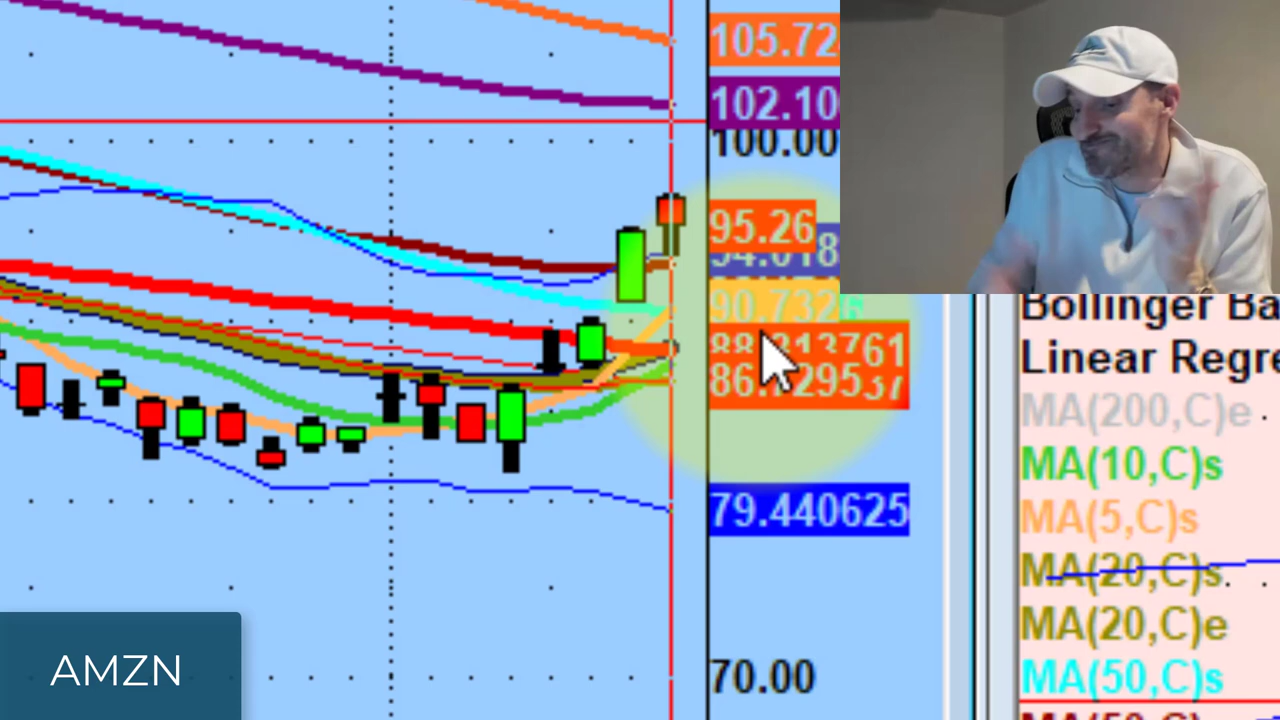 105.72
102.10
100.00
95.26
90.7326
79.440625
70.00
Bollinger Ba
Linear Regre
MA(200,C)e
MA(10,C)s
MA(5,C)s
MA(20,C)s
MA(20,C)e
MA(50,C)s
AMZN